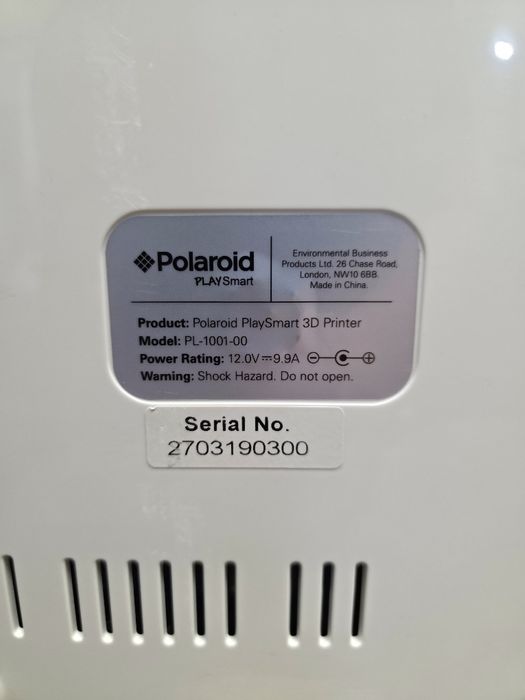 Polaroid
PLAYSmart
Environmental Business
Products Ltd. 26 Chase Road,
London, NW10 6BB.
Made in China.
Product: Polaroid PlaySmart 3D Printer
Model: PL-1001-00
Power Rating: 12.0V⎓9.9A
Warning: Shock Hazard. Do not open.
Serial No.
2703190300